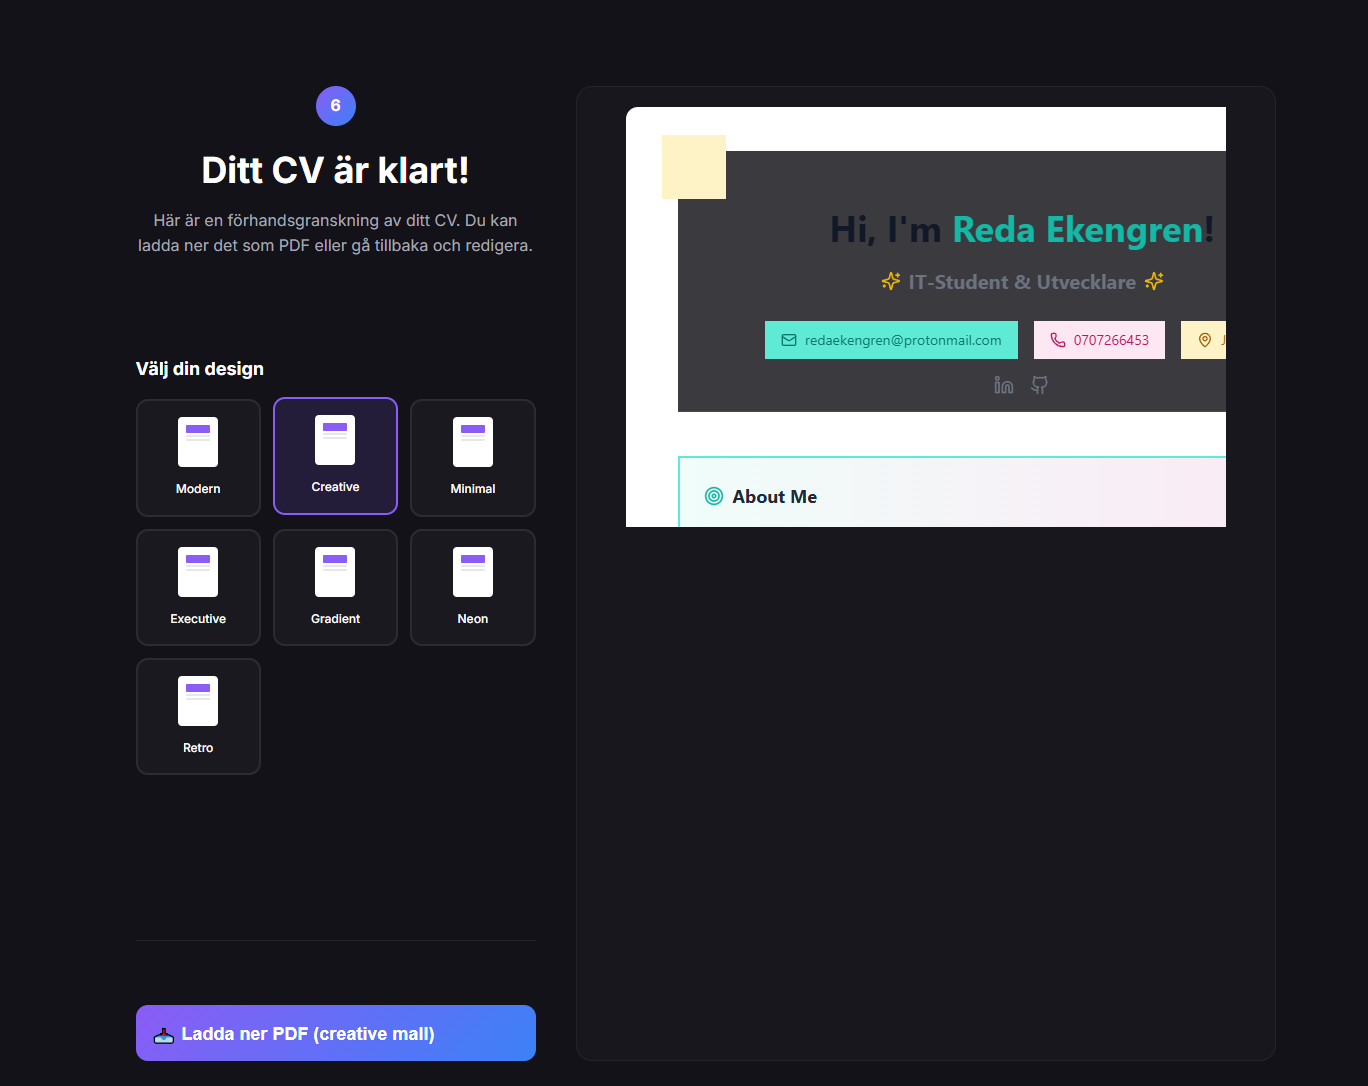 6
Ditt CV är klart!
Här är en förhandsgranskning av ditt CV. Du kan
ladda ner det som PDF eller gå tillbaka och redigera.
Välj din design
Modern
Creative
Minimal
Executive
Gradient
Neon
Retro
Ladda ner PDF (creative mall)
Hi, I'm Reda Ekengren!
IT-Student & Utvecklare
redaekengren@protonmail.com
0707266453
About Me